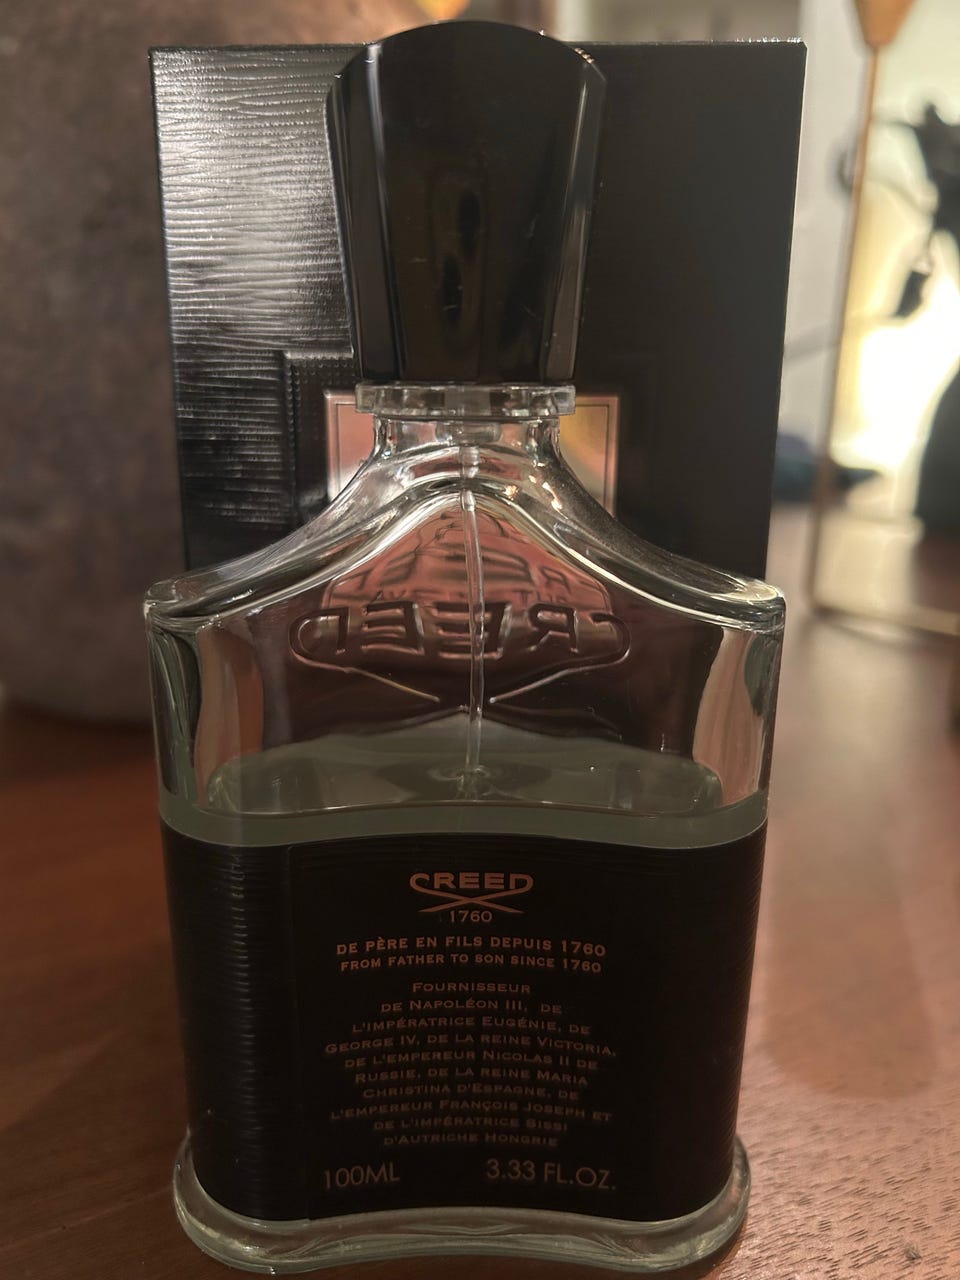 CREED
CREED
1760
DE PÈRE EN FILS DEPUIS 1760
FROM FATHER TO SON SINCE 1760
FOURNISSEUR
DE NAPOLÉON III, DE
L'IMPÉRATRICE EUGÉNIE, DE
GEORGE IV, DE LA REINE VICTORIA,
DE L'EMPEREUR NICOLAS II DE
RUSSIE, DE LA REINE MARIA
CHRISTINA D'ESPAGNE, DE
L'EMPEREUR FRANÇOIS JOSEPH ET
DE L'IMPÉRATRICE SISSI
D'AUTRICHE HONGRIE
100ML 3.33 FL.OZ.